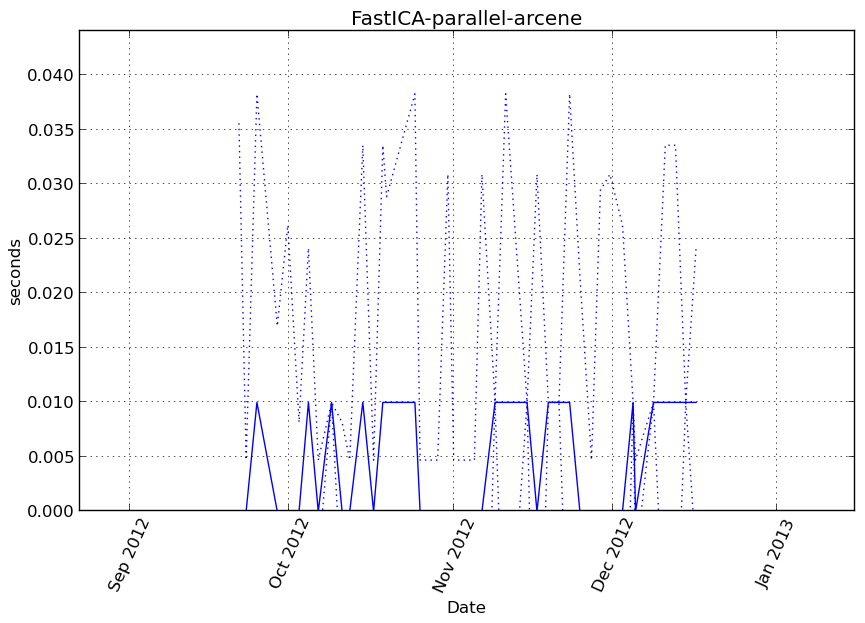 FastICA-parallel-arcene
0.040
0.035
0.030
0.025
0.020
0.015
0.010
0.005
0.000
seconds
Sep 2012
Oct 2012
Nov 2012
Dec 2012
Jan 2013
Date